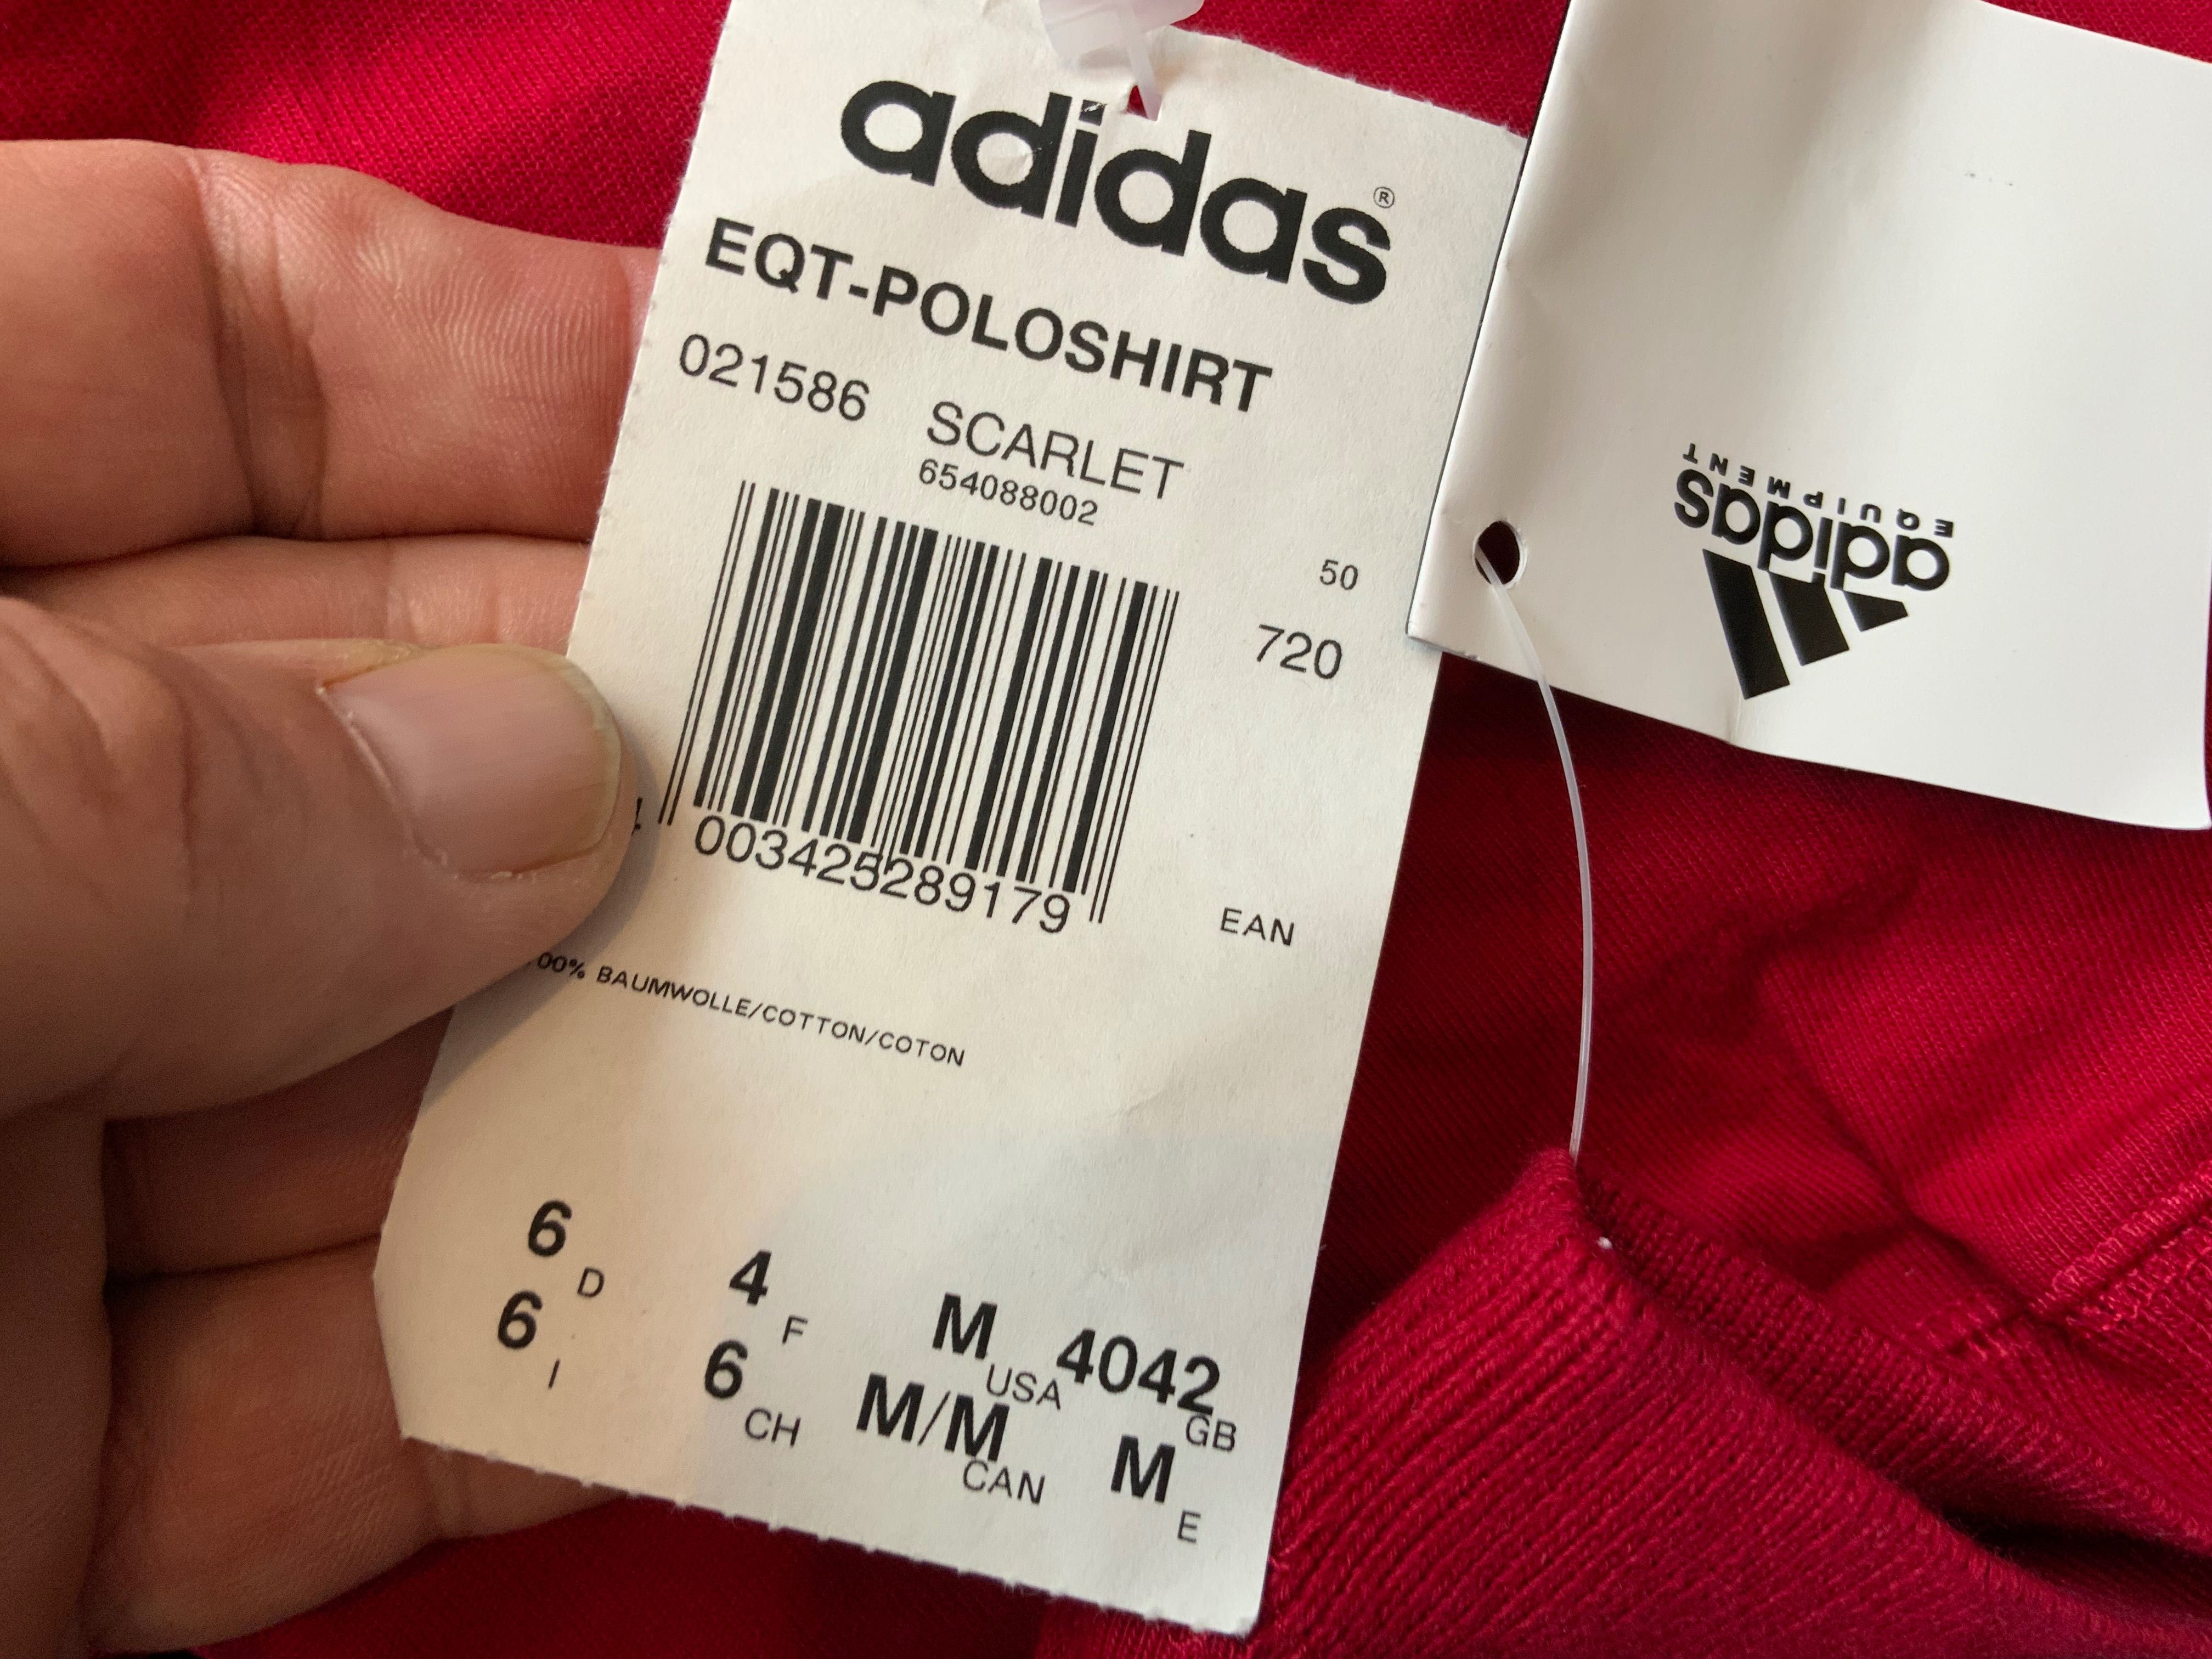 adidas®
EQT-POLOSHIRT
021586 SCARLET
654088002
50
720
003425289179
EAN
00% BAUMWOLLE/COTTON/COTON
6 D 4 F M USA 4042 GB
6 I 6 CH M/M CAN M E
adidas
EQUIPMENT